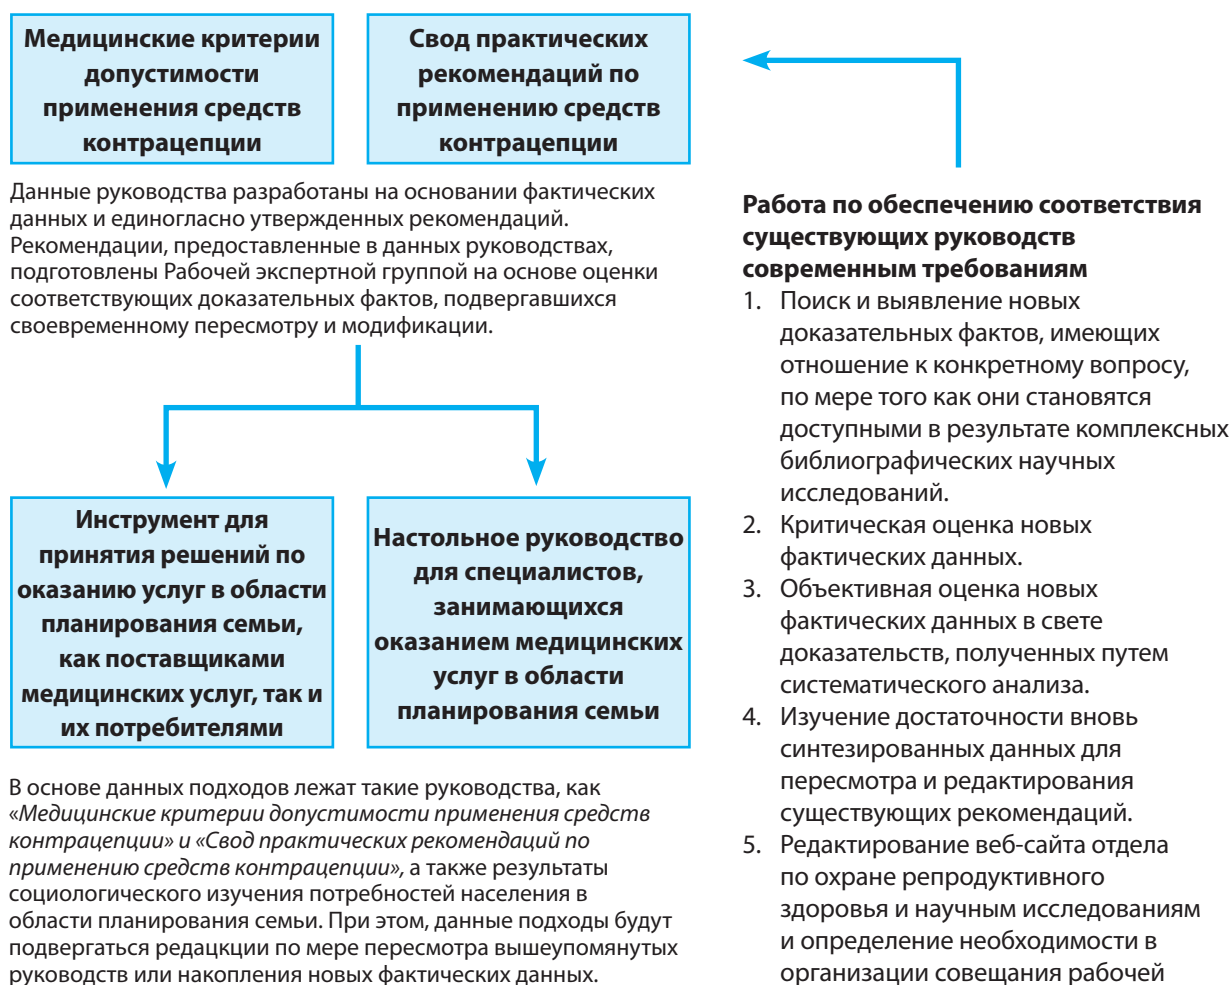 Медицинские критерии
допустимости
применения средств
контрацепции
Свод практических
рекомендаций по
применению средств
контрацепции
Данные руководства разработаны на основании фактических
данных и единогласно утвержденных рекомендаций.
Рекомендации, предоставленные в данных руководствах,
подготовлены Рабочей экспертной группой на основе оценки
соответствующих доказательных фактов, подвергавшихся
своевременному пересмотру и модификации.
Инструмент для
принятия решений по
оказанию услуг в области
планирования семьи,
как поставщиками
медицинских услуг, так и
их потребителями
Настольное руководство
для специалистов,
занимающихся
оказанием медицинских
услуг в области
планирования семьи
В основе данных подходов лежат такие руководства, как
«Медицинские критерии допустимости применения средств
контрацепции» и «Свод практических рекомендаций по
применению средств контрацепции», а также результаты
социологического изучения потребностей населения в
области планирования семьи. При этом, данные подходы будут
подвергаться редацкции по мере пересмотра вышеупомянутых
руководств или накопления новых фактических данных.
Работа по обеспечению соответствия
существующих руководств
современным требованиям
1. Поиск и выявление новых
доказательных фактов, имеющих
отношение к конкретному вопросу,
по мере того как они становятся
доступными в результате комплексных
библиографических научных
исследований.
2. Критическая оценка новых
фактических данных.
3. Объективная оценка новых
фактических данных в свете
доказательств, полученных путем
систематического анализа.
4. Изучение достаточности вновь
синтезированных данных для
пересмотра и редактирования
существующих рекомендаций.
5. Редактирование веб-сайта отдела
по охране репродуктивного
здоровья и научным исследованиям
и определение необходимости в
организации совещания рабочей